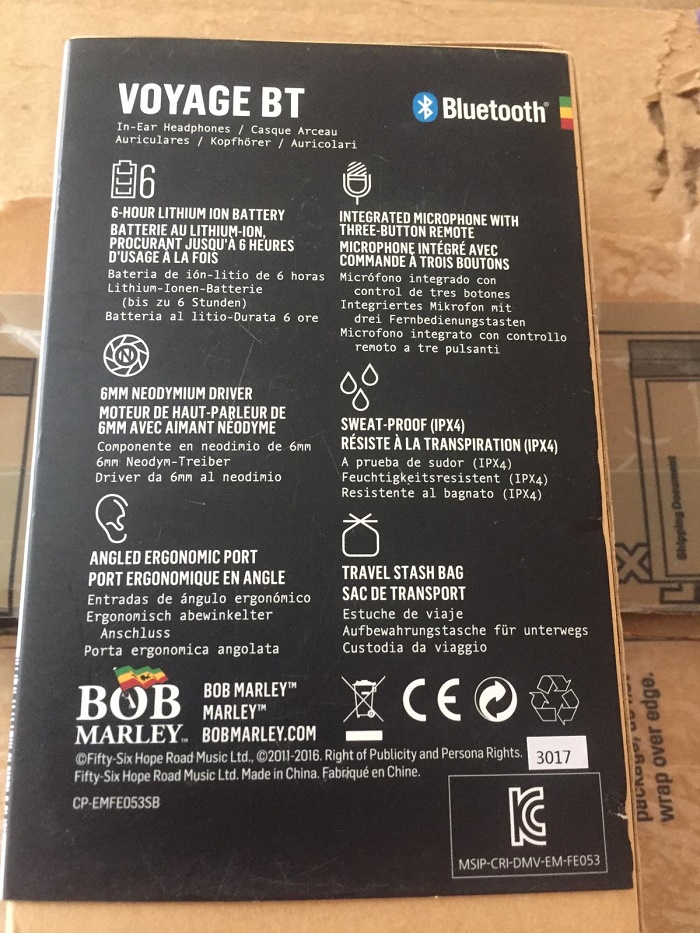 VOYAGE BT
Bluetooth®
In-Ear Headphones / Casque Arceau
Auriculares / Kopfhörer / Auricolari
6
6-HOUR LITHIUM ION BATTERY
BATTERIE AU LITHIUM-ION,
PROCURANT JUSQU'À 6 HEURES
D'USAGE À LA FOIS
Bateria de ión-litio de 6 horas
Lithium-Ionen-Batterie
(bis zu 6 Stunden)
Batteria al litio-Durata 6 ore
INTEGRATED MICROPHONE WITH
THREE-BUTTON REMOTE
MICROPHONE INTÉGRÉ AVEC
COMMANDE À TROIS BOUTONS
Micrófono integrado con
control de tres botones
Integriertes Mikrofon mit
drei Fernbedienungstasten
Microfono integrato con controllo
remoto a tre pulsanti
N
6MM NEODYMIUM DRIVER
MOTEUR DE HAUT-PARLEUR DE
6MM AVEC AIMANT NÉODYME
Componente en neodimio de 6mm
6mm Neodym-Treiber
Driver da 6mm al neodimio
SWEAT-PROOF (IPX4)
RÉSISTE À LA TRANSPIRATION (IPX4)
A prueba de sudor (IPX4)
Feuchtigkeitsresistent (IPX4)
Resistente al bagnato (IPX4)
ANGLED ERGONOMIC PORT
PORT ERGONOMIQUE EN ANGLE
Entradas de ángulo ergonómico
Ergonomisch abewinkelter
Anschluss
Porta ergonomica angolata
TRAVEL STASH BAG
SAC DE TRANSPORT
Estuche de viaje
Aufbewahrungstasche für unterwegs
Custodia da viaggio
BOB
MARLEY™
BOB MARLEY™
MARLEY™
BOBMARLEY.COM
CE
©Fifty-Six Hope Road Music Ltd., ©2011-2016. Right of Publicity and Persona Rights.
Fifty-Six Hope Road Music Ltd. Made in China. Fabriqué en Chine.
3017
CP-EMFE053SB
MSIP-CRI-DMV-EM-FE053
Shipping Document
wrap over edge.